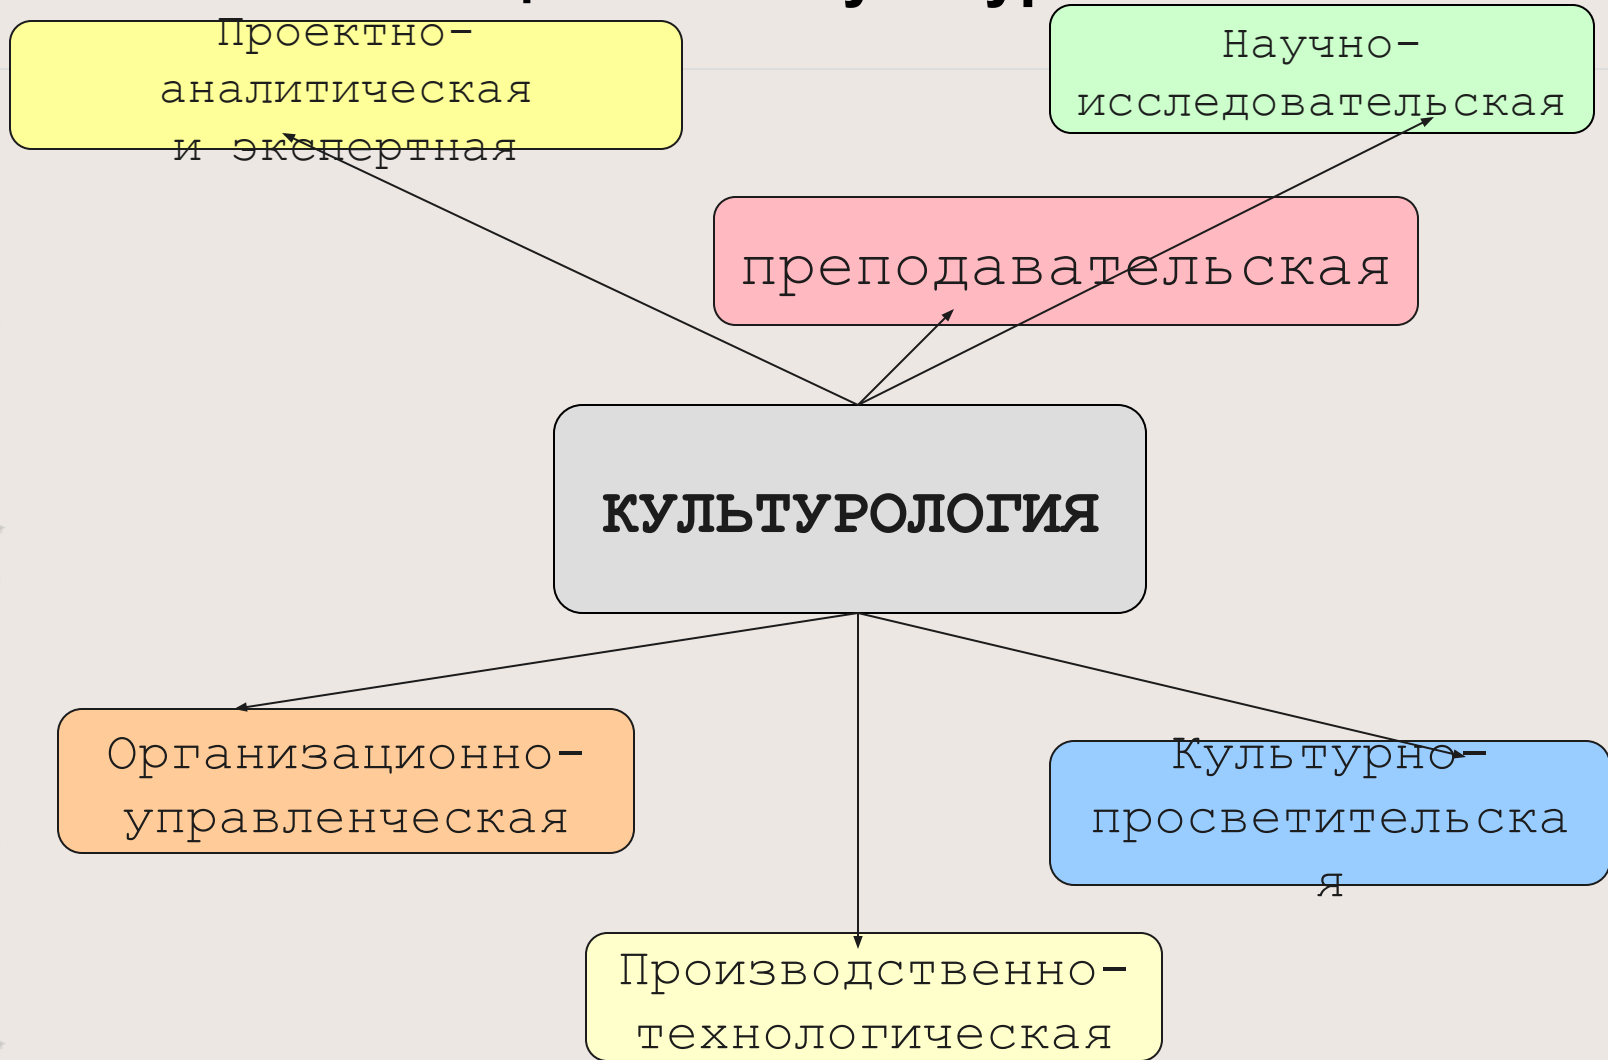 Проектно-
аналитическая
и экспертная
Научно-
исследовательская
преподавательская
КУЛЬТУРОЛОГИЯ
Организационно-
управленческая
Культурно-
просветительска
я
Производственно-
технологическая